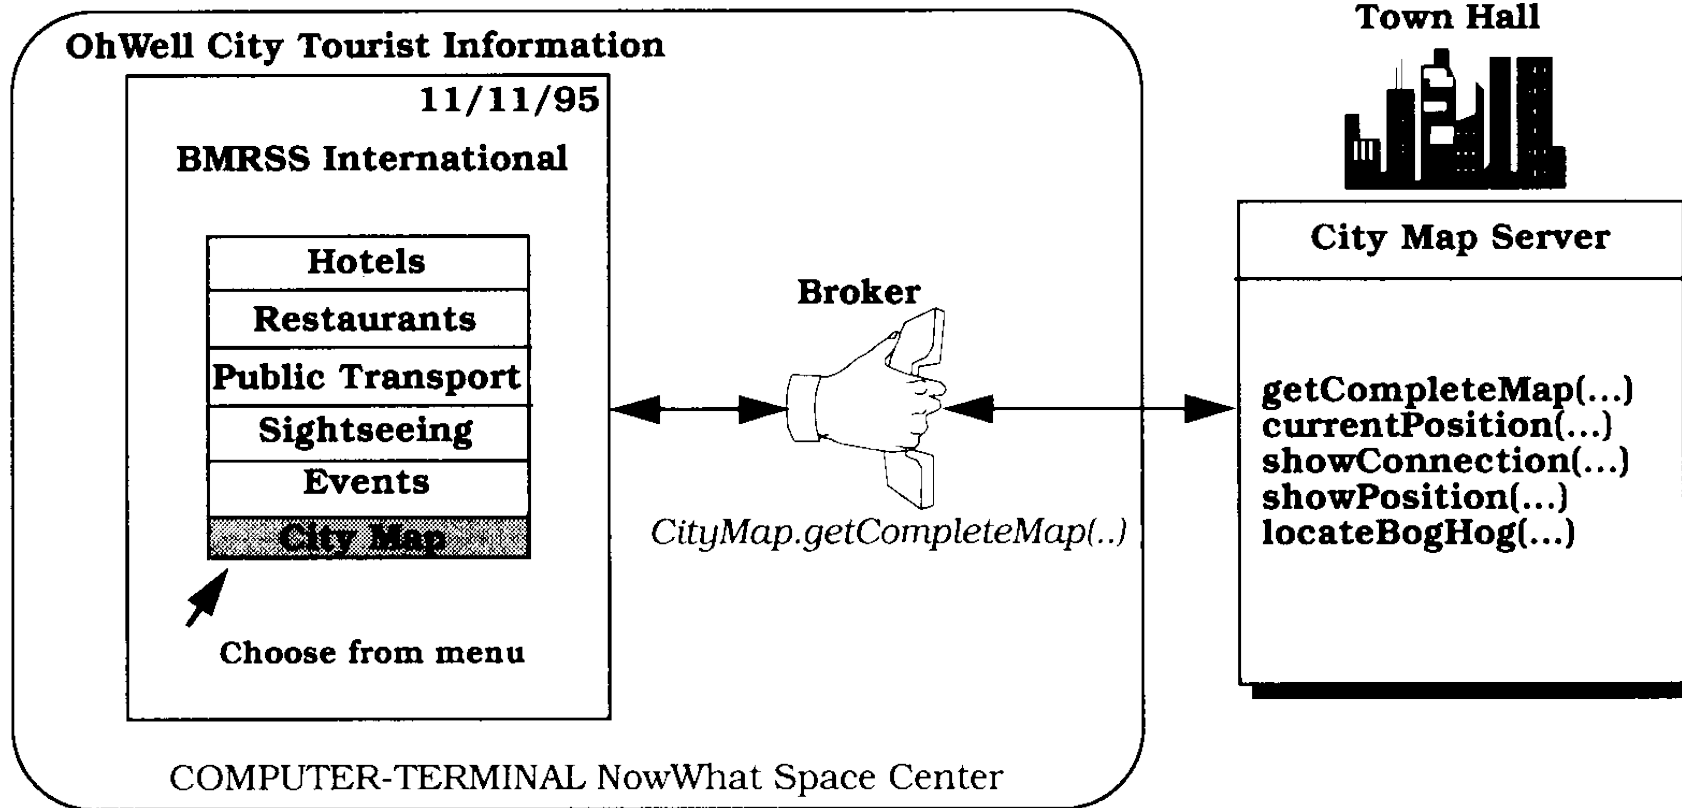 OhWell City Tourist Information
11/11/95
BMRSS International
Hotels
Restaurants
Public Transport
Sightseeing
Events
City Map
Choose from menu
COMPUTER-TERMINAL NowWhat Space Center
Broker
CityMap.getCompleteMap(..)
Town Hall
City Map Server
getCompleteMap(...)
currentPosition(...)
showConnection(...)
showPosition(...)
locateBogHog(...)